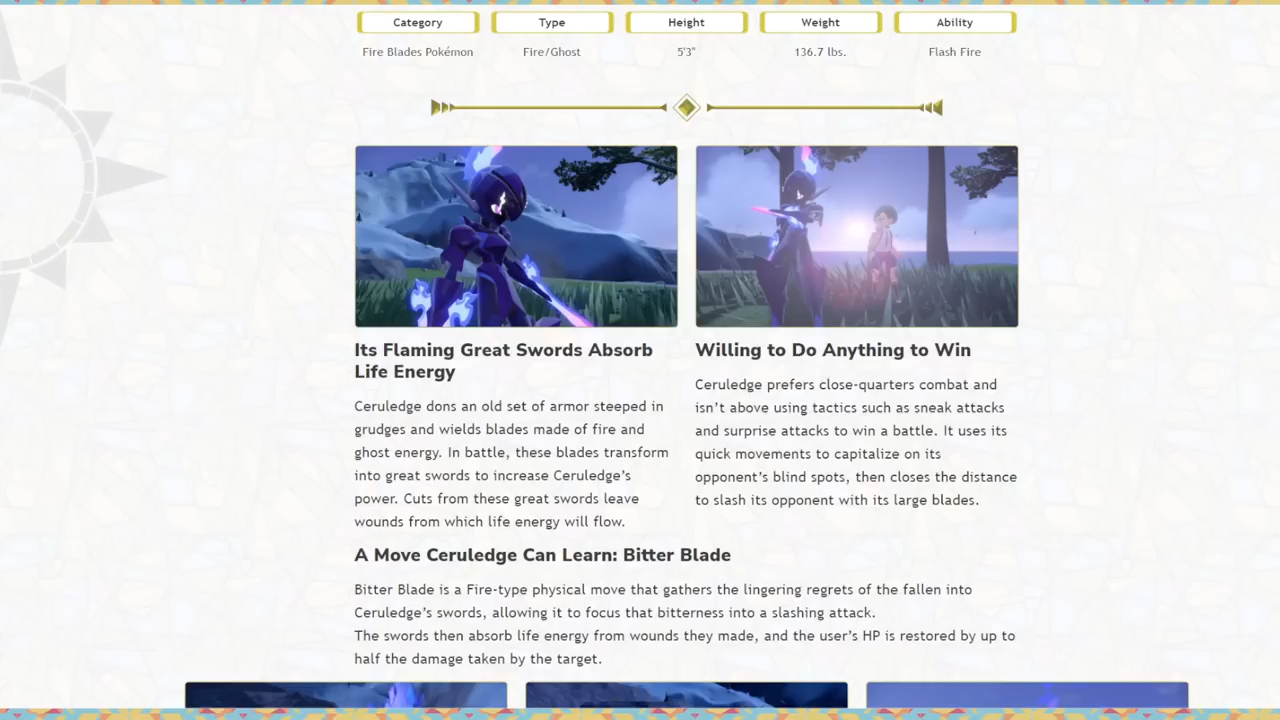 Category Type Height Weight Ability
Fire Blades Pokémon Fire/Ghost 5'3" 136.7 lbs. Flash Fire
Its Flaming Great Swords Absorb
Life Energy
Ceruledge dons an old set of armor steeped in
grudges and wields blades made of fire and
ghost energy. In battle, these blades transform
into great swords to increase Ceruledge’s
power. Cuts from these great swords leave
wounds from which life energy will flow.
Willing to Do Anything to Win
Ceruledge prefers close-quarters combat and
isn’t above using tactics such as sneak attacks
and surprise attacks to win a battle. It uses its
quick movements to capitalize on its
opponent’s blind spots, then closes the distance
to slash its opponent with its large blades.
A Move Ceruledge Can Learn: Bitter Blade
Bitter Blade is a Fire-type physical move that gathers the lingering regrets of the fallen into
Ceruledge’s swords, allowing it to focus that bitterness into a slashing attack.
The swords then absorb life energy from wounds they made, and the user’s HP is restored by up to
half the damage taken by the target.